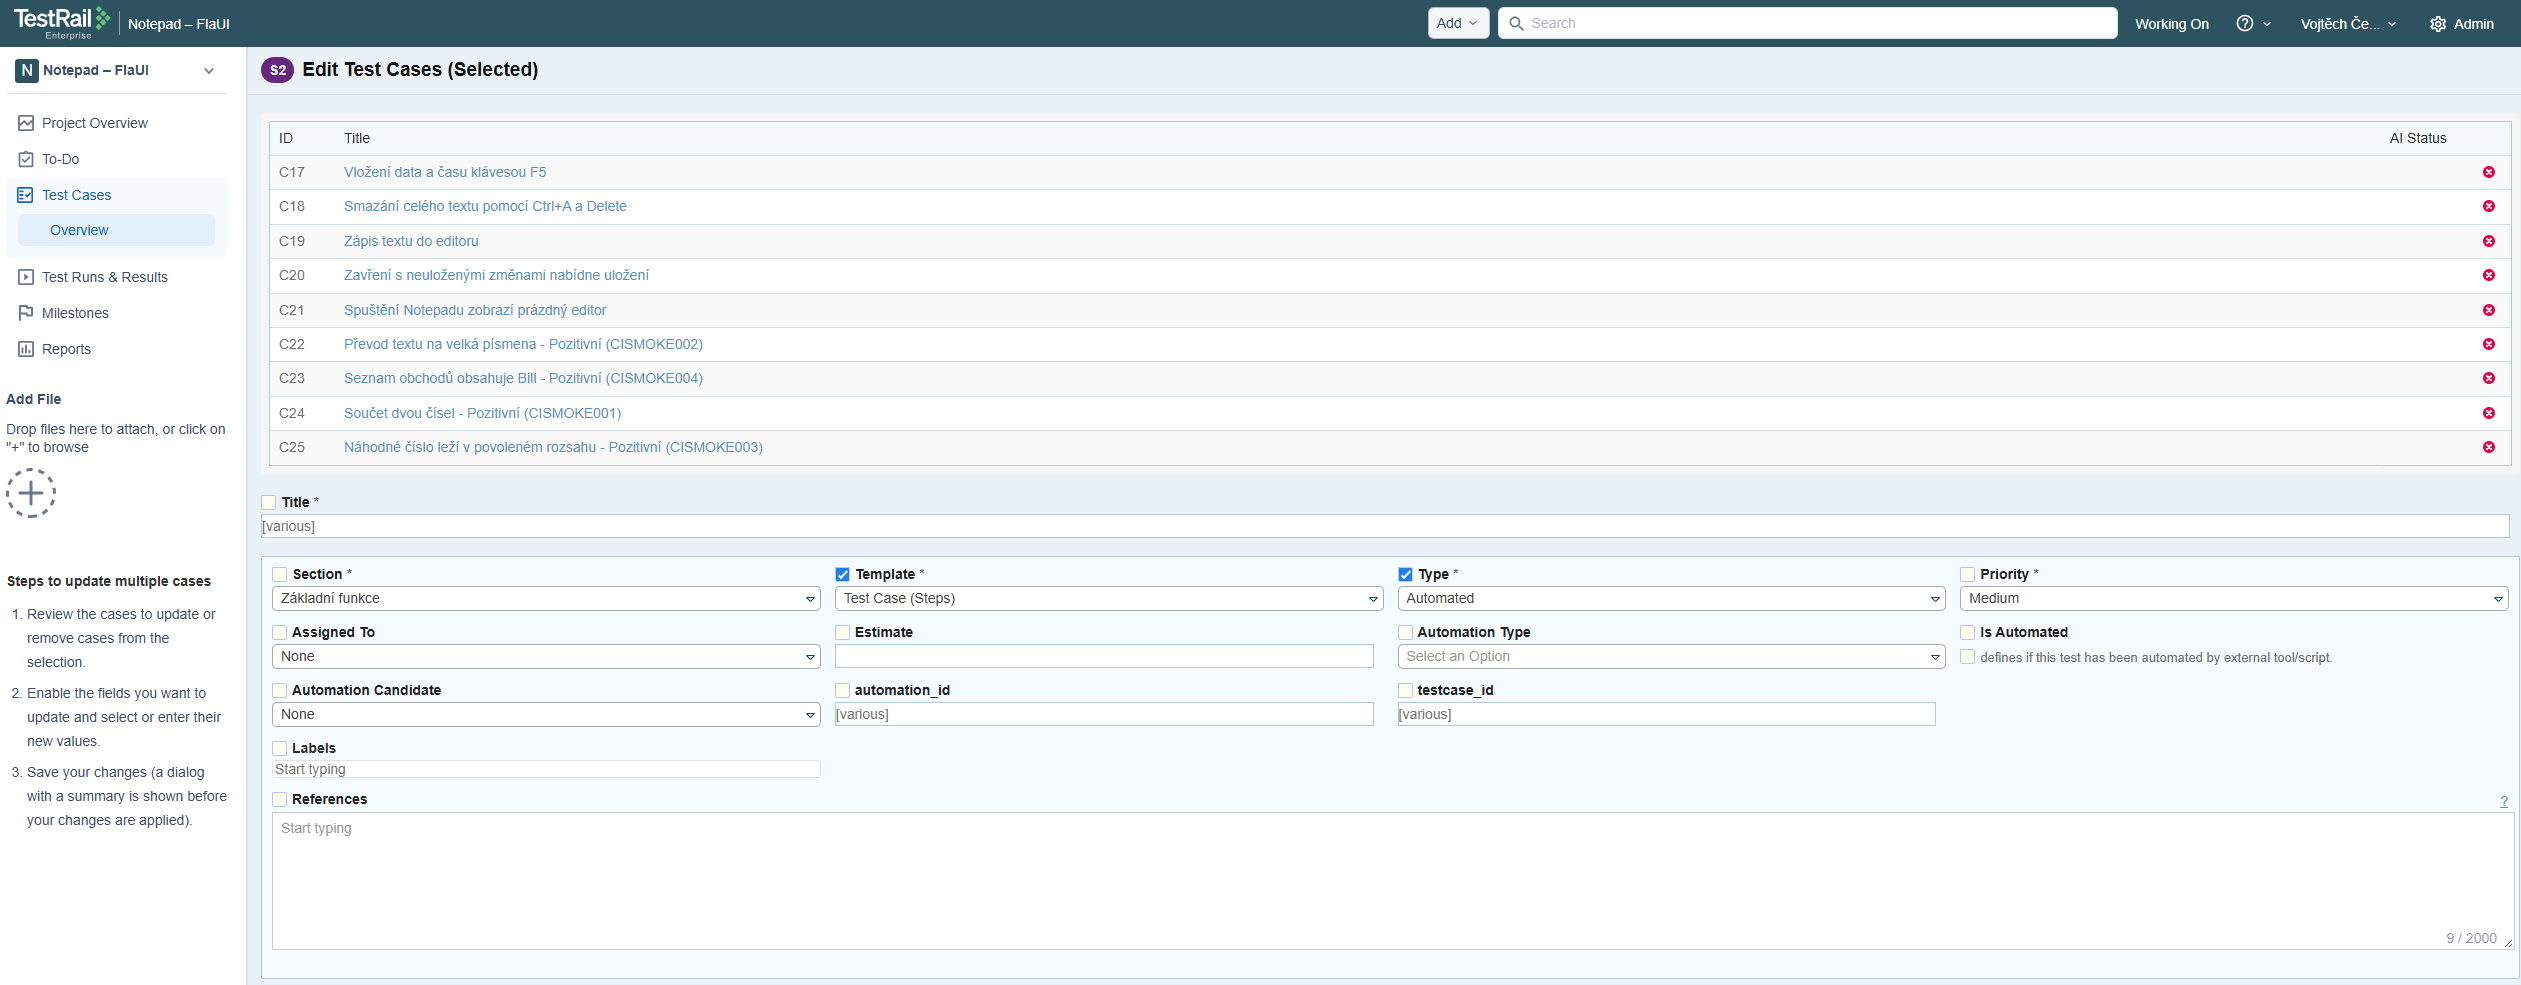 TestRail
Enterprise
Notepad – FlaUI
Add
Search
Working On
Vojtěch Če...
Admin
N Notepad – FlaUI
Project Overview
To-Do
Test Cases
Overview
Test Runs & Results
Milestones
Reports
Add File
Drop files here to attach, or click on
"+" to browse
Steps to update multiple cases
1. Review the cases to update or
remove cases from the
selection.
2. Enable the fields you want to
update and select or enter their
new values.
3. Save your changes (a dialog
with a summary is shown before
your changes are applied).
S2 Edit Test Cases (Selected)
ID Title AI Status
C17 Vložení data a času klávesou F5
C18 Smazání celého textu pomocí Ctrl+A a Delete
C19 Zápis textu do editoru
C20 Zavření s neuloženými změnami nabídne uložení
C21 Spuštění Notepadu zobrazí prázdný editor
C22 Převod textu na velká písmena - Pozitivní (CISMOKE002)
C23 Seznam obchodů obsahuje Bill - Pozitivní (CISMOKE004)
C24 Součet dvou čísel - Pozitivní (CISMOKE001)
C25 Náhodné číslo leží v povoleném rozsahu - Pozitivní (CISMOKE003)
Title *
[various]
Section * Template * Type * Priority *
Základní funkce Test Case (Steps) Automated Medium
Assigned To Estimate Automation Type Is Automated
None Select an Option defines if this test has been automated by external tool/script.
Automation Candidate automation_id testcase_id
None [various] [various]
Labels
Start typing
References ?
Start typing
9 / 2000